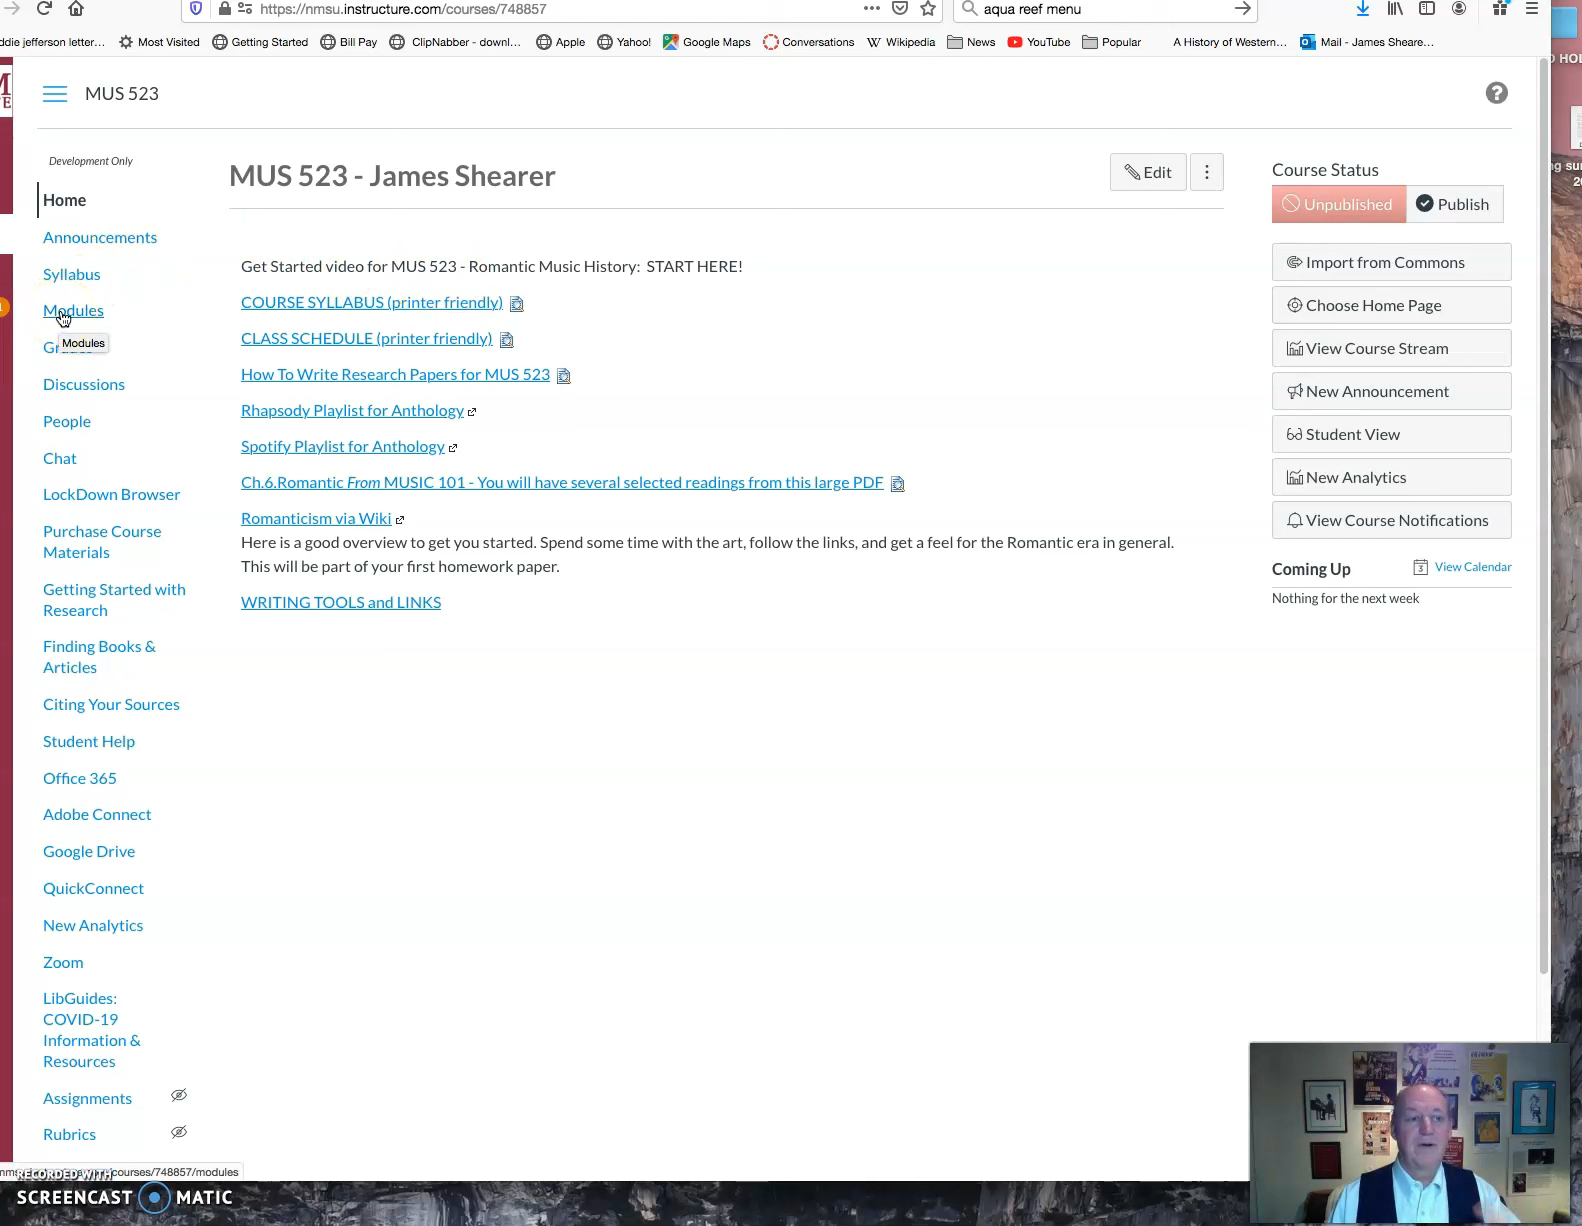 https://nmsu.instructure.com/courses/748857
aqua reef menu
ddie jefferson letter...
Most Visited
Getting Started
Bill Pay
ClipNabber - downl...
Apple
Yahoo!
Google Maps
Conversations
Wikipedia
News
YouTube
Popular
A History of Western...
Mail - James Sheare...
MUS 523
Development Only
Home
Announcements
Syllabus
Modules
Modules
Discussions
People
Chat
LockDown Browser
Purchase Course
Materials
Getting Started with
Research
Finding Books &
Articles
Citing Your Sources
Student Help
Office 365
Adobe Connect
Google Drive
QuickConnect
New Analytics
Zoom
LibGuides:
COVID-19
Information &
Resources
Assignments
Rubrics
MUS 523 - James Shearer
Edit
Get Started video for MUS 523 - Romantic Music History: START HERE!
COURSE SYLLABUS (printer friendly)
CLASS SCHEDULE (printer friendly)
How To Write Research Papers for MUS 523
Rhapsody Playlist for Anthology
Spotify Playlist for Anthology
Ch.6.Romantic From MUSIC 101 - You will have several selected readings from this large PDF
Romanticism via Wiki
Here is a good overview to get you started. Spend some time with the art, follow the links, and get a feel for the Romantic era in general.
This will be part of your first homework paper.
WRITING TOOLS and LINKS
Course Status
Unpublished
Publish
Import from Commons
Choose Home Page
View Course Stream
New Announcement
Student View
New Analytics
View Course Notifications
Coming Up
3
View Calendar
Nothing for the next week
courses/748857/modules
RECORDED WITH
SCREENCAST MATIC